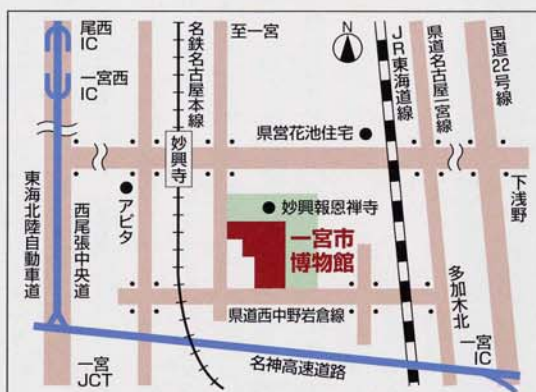 尾西
IC
一宮西
IC
名鉄名古屋本線
至一宮
N
JR東海道線
県道名古屋一宮線
国道22号線
県営花池住宅
妙興寺
東海北陸自動車道
西尾張中央道
アピタ
妙興報恩禅寺
一宮市
博物館
下浅野
多加木北
県道西中野岩倉線
一宮
JCT
名神高速道路
一宮
IC